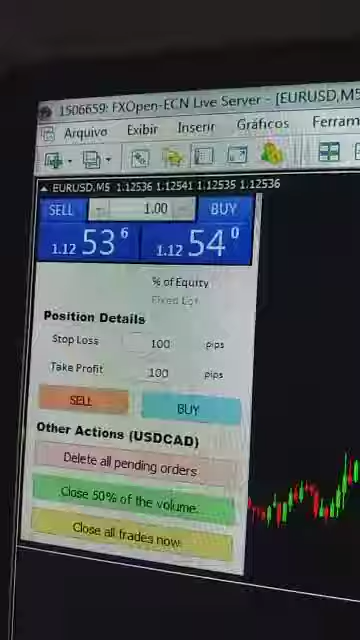 1506659: FXOpen-ECN Live Server - [EURUSD,M5
Arquivo Exibir Inserir Gráficos Ferram
EURUSD,M5 1.12536 1.12541 1.12535 1.12536
SELL 1.00 BUY
1.12 53 6 1.12 54 0
% of Equity
Fixed Lot
Position Details
Stop Loss 100 pips
Take Profit 100 pips
SELL BUY
Other Actions (USDCAD)
Delete all pending orders
Close 50% of the volume.
Close all trades now.